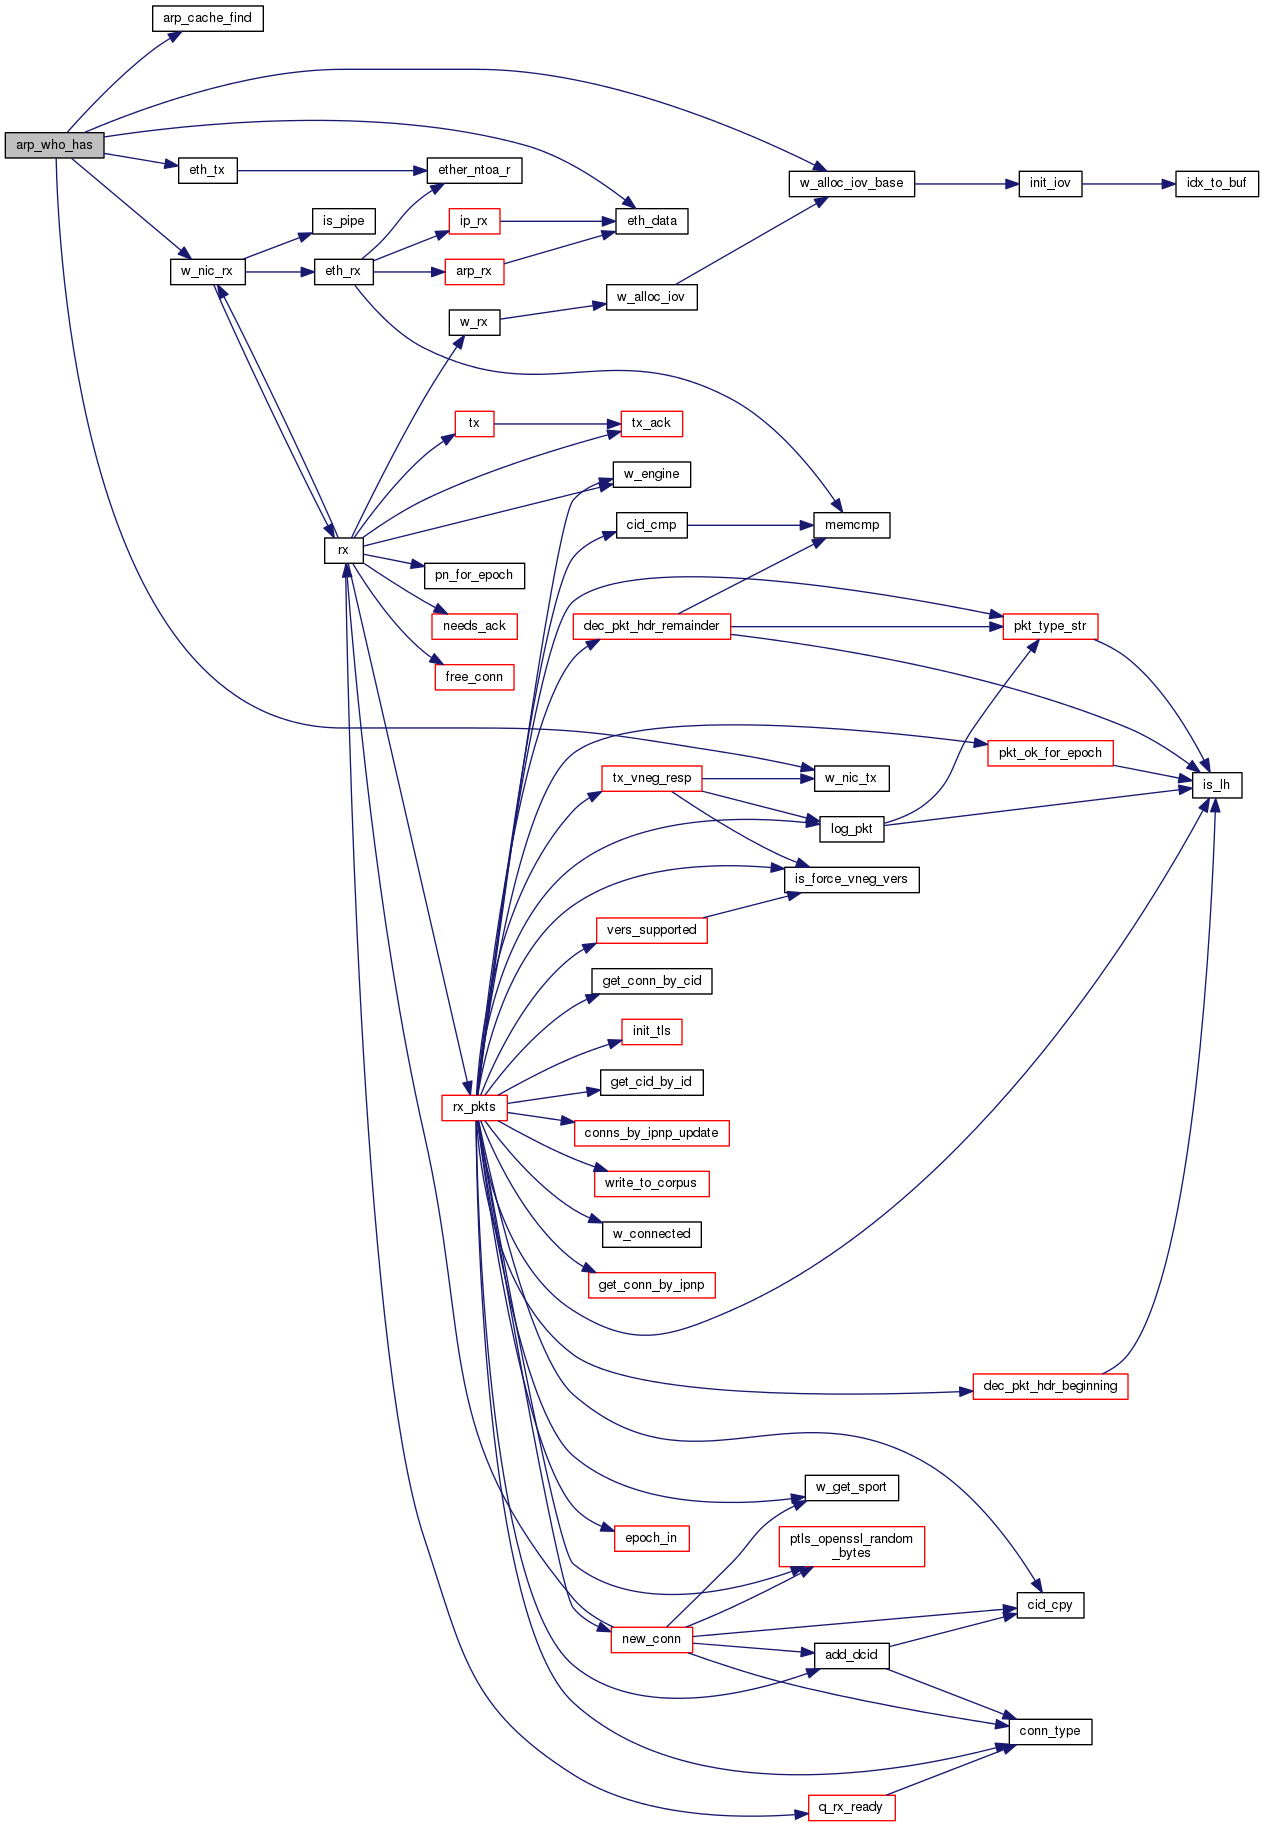 arp_cache_find
arp_who_has
eth_tx
ether_ntoa_r
w_alloc_iov_base
init_iov
idx_to_buf
is_pipe
ip_rx
eth_data
w_nic_rx
eth_rx
arp_rx
w_alloc_iov
w_rx
tx
tx_ack
w_engine
cid_cmp
memcmp
rx
pn_for_epoch
needs_ack
dec_pkt_hdr_remainder
pkt_type_str
free_conn
pkt_ok_for_epoch
tx_vneg_resp
w_nic_tx
is_lh
log_pkt
is_force_vneg_vers
vers_supported
get_conn_by_cid
init_tls
get_cid_by_id
rx_pkts
conns_by_ipnp_update
write_to_corpus
w_connected
get_conn_by_ipnp
dec_pkt_hdr_beginning
w_get_sport
epoch_in
ptls_openssl_random
_bytes
cid_cpy
new_conn
add_dcid
conn_type
q_rx_ready